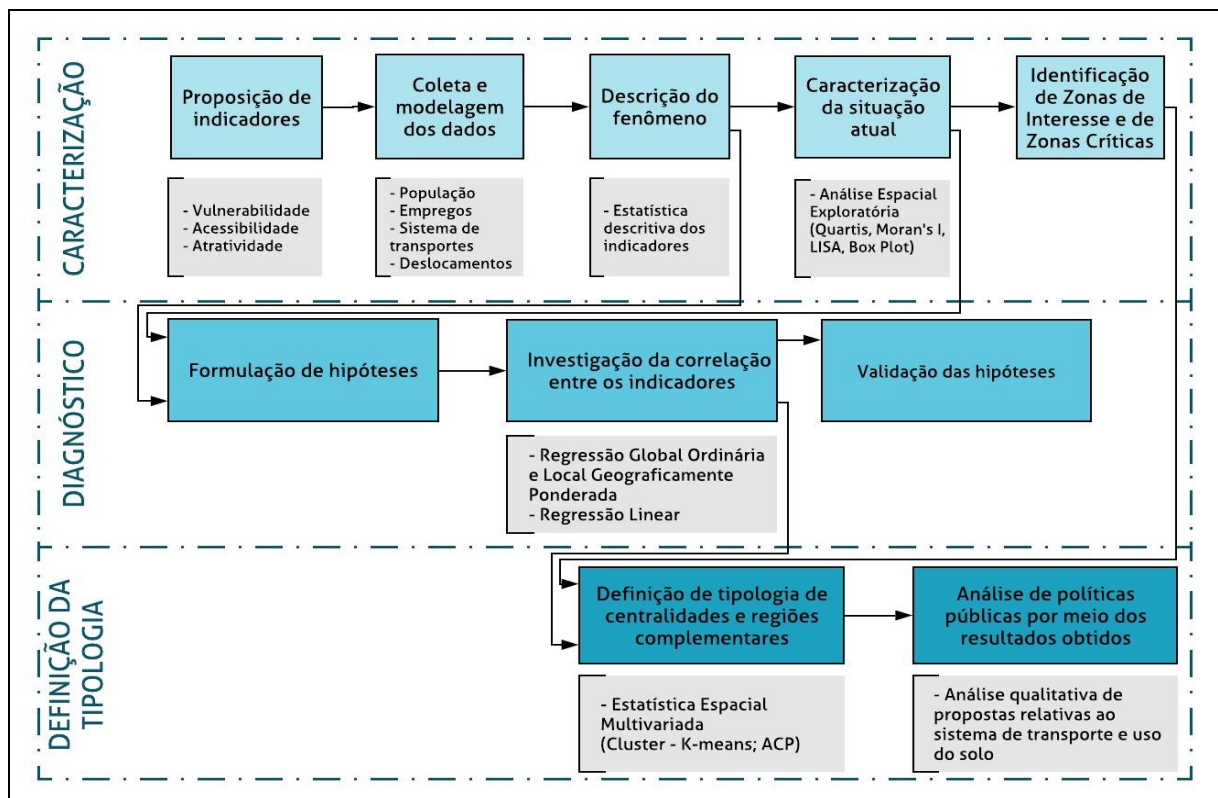 CARACTERIZAÇÃO
Proposição de
indicadores
- Vulnerabilidade
- Acessibilidade
- Atratividade
Coleta e
modelagem
dos dados
- População
- Empregos
- Sistema de
transportes
- Deslocamentos
Descrição do
fenômeno
- Estatística
descritiva dos
indicadores
Caracterização
da situação
atual
- Análise Espacial
Exploratória
(Quartis, Moran's I,
LISA, Box Plot)
Identificação
de Zonas de
Interesse e de
Zonas Críticas
DIAGNÓSTICO
Formulação de hipóteses
Investigação da correlação
entre os indicadores
- Regressão Global Ordinária
e Local Geograficamente
Ponderada
- Regressão Linear
Validação das hipóteses
DEFINIÇÃO DA
TIPOLOGIA
Definição de tipologia de
centralidades e regiões
complementares
- Estatística Espacial
Multivariada
(Cluster - K-means; ACP)
Análise de políticas
públicas por meio dos
resultados obtidos
- Análise qualitativa de
propostas relativas ao
sistema de transporte e uso
do solo